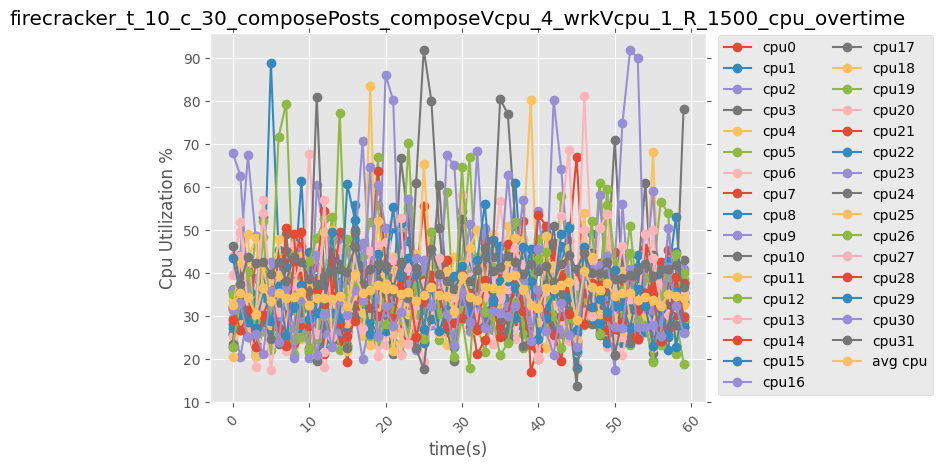 firecracker_t_10_c_30_composePosts_composeVcpu_4_wrkVcpu_1_R_1500_cpu_overtime
90
80
70
60
50
40
30
20
10
Cpu Utilization %
0
10
20
30
40
50
60
time(s)
cpu0
cpu1
cpu2
cpu3
cpu4
cpu5
cpu6
cpu7
cpu8
cpu9
cpu10
cpu11
cpu12
cpu13
cpu14
cpu15
cpu16
cpu17
cpu18
cpu19
cpu20
cpu21
cpu22
cpu23
cpu24
cpu25
cpu26
cpu27
cpu28
cpu29
cpu30
cpu31
avg cpu